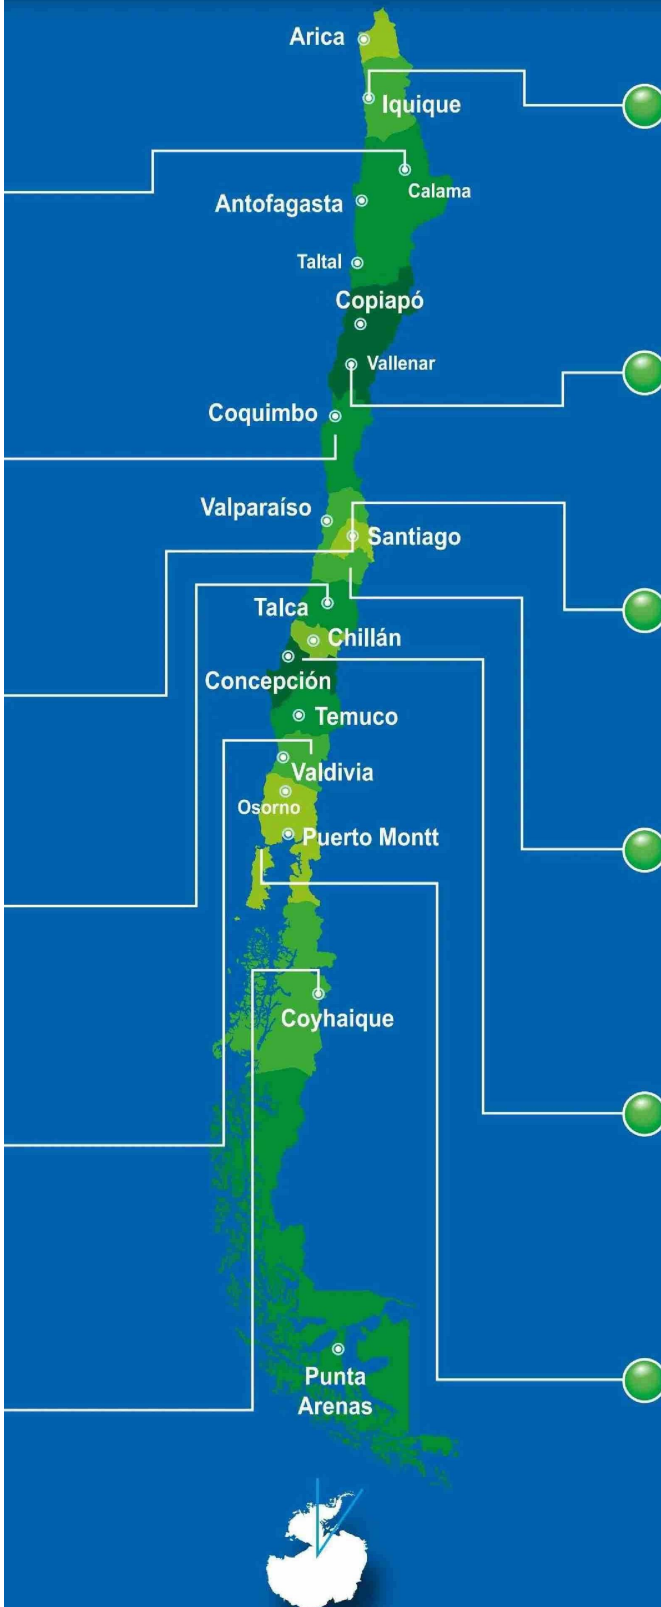 Arica
Iquique
Calama
Antofagasta
Taltal
Copiapó
Vallenar
Coquimbo
Valparaíso
Santiago
Talca
Chillán
Concepción
Temuco
Valdivia
Osorno
Puerto Montt
Coyhaique
Punta
Arenas